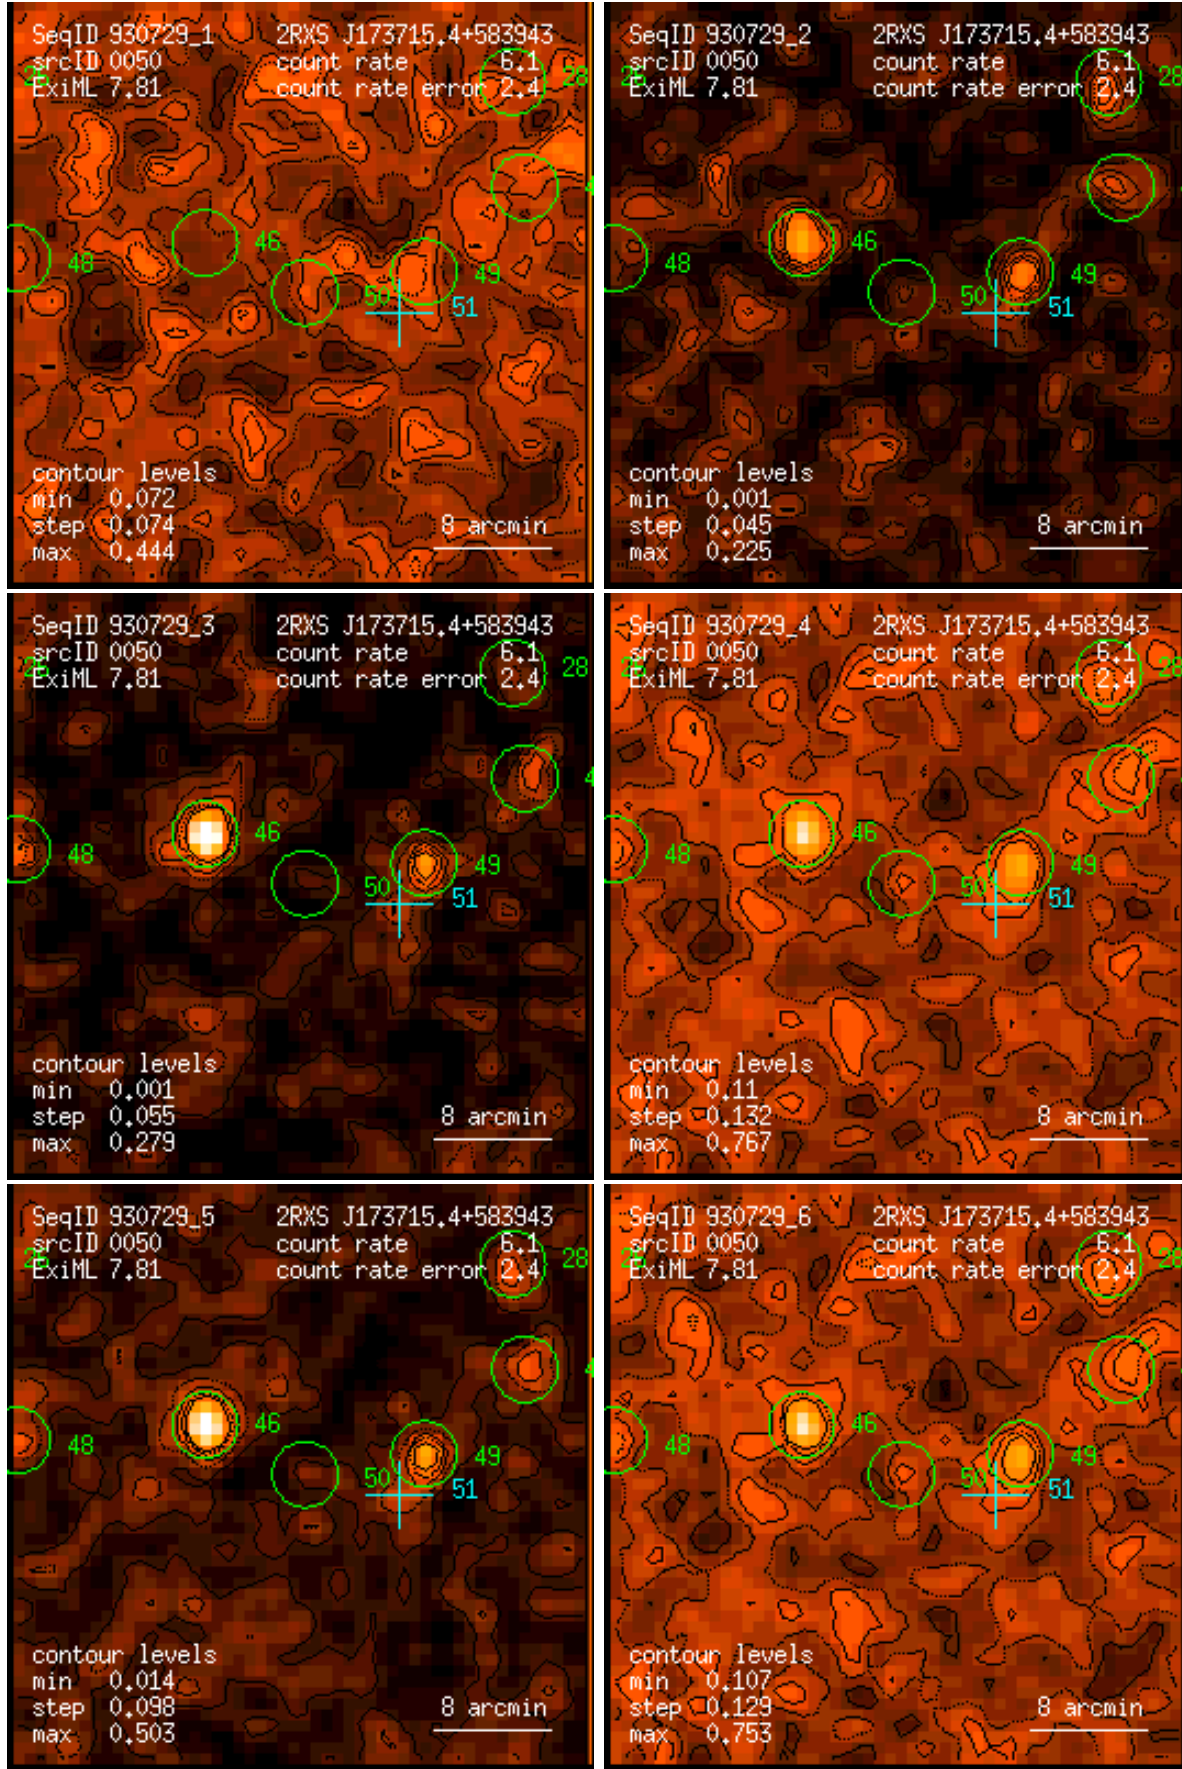 SeqID 930729_1 2RXS J173715.4+583943
srcID 0050 count rate 6.1
ExiML 7.81 count rate error 2.4
28
46
48
49
50
51
contour levels
min 0.072
step 0.074
max 0.444
8 arcmin
SeqID 930729_2 2RXS J173715.4+583943
srcID 0050 count rate 6.1
ExiML 7.81 count rate error 2.4
28
46
48
49
50
51
contour levels
min 0.001
step 0.045
max 0.225
8 arcmin
SeqID 930729_3 2RXS J173715.4+583943
srcID 0050 count rate 6.1
ExiML 7.81 count rate error 2.4
28
46
48
49
50
51
contour levels
min 0.001
step 0.055
max 0.279
8 arcmin
SeqID 930729_4 2RXS J173715.4+583943
srcID 0050 count rate 6.1
ExiML 7.81 count rate error 2.4
28
46
48
49
50
51
contour levels
min 0.11
step 0.132
max 0.767
8 arcmin
SeqID 930729_5 2RXS J173715.4+583943
srcID 0050 count rate 6.1
ExiML 7.81 count rate error 2.4
28
46
48
49
50
51
contour levels
min 0.014
step 0.098
max 0.503
8 arcmin
SeqID 930729_6 2RXS J173715.4+583943
srcID 0050 count rate 6.1
ExiML 7.81 count rate error 2.4
28
46
48
49
50
51
contour levels
min 0.107
step 0.129
max 0.753
8 arcmin